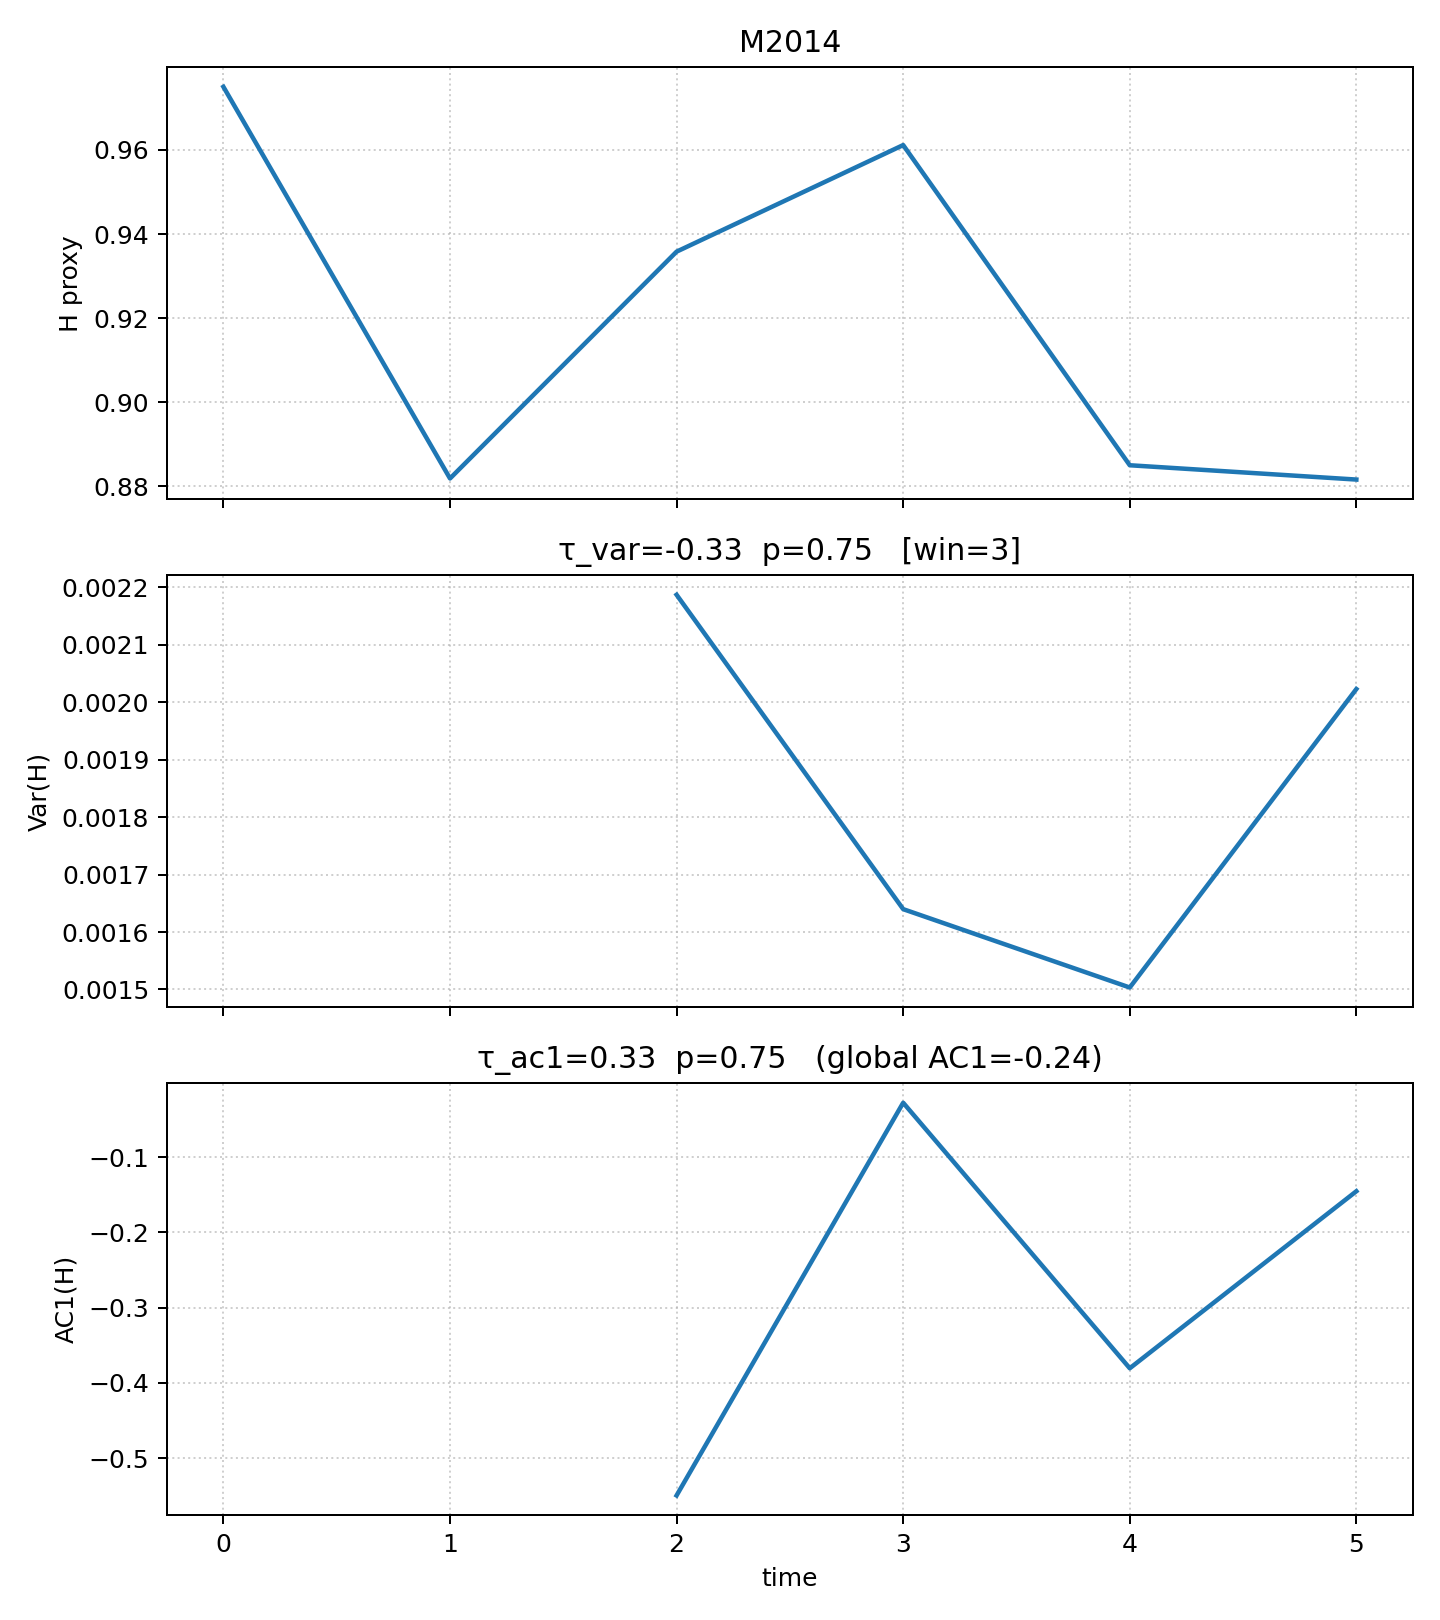 M2014
H proxy
0.96
0.94
0.92
0.90
0.88
τ_var=-0.33  p=0.75   [win=3]
Var(H)
0.0022
0.0021
0.0020
0.0019
0.0018
0.0017
0.0016
0.0015
τ_ac1=0.33  p=0.75   (global AC1=-0.24)
AC1(H)
−0.1
−0.2
−0.3
−0.4
−0.5
0 1 2 3 4 5
time